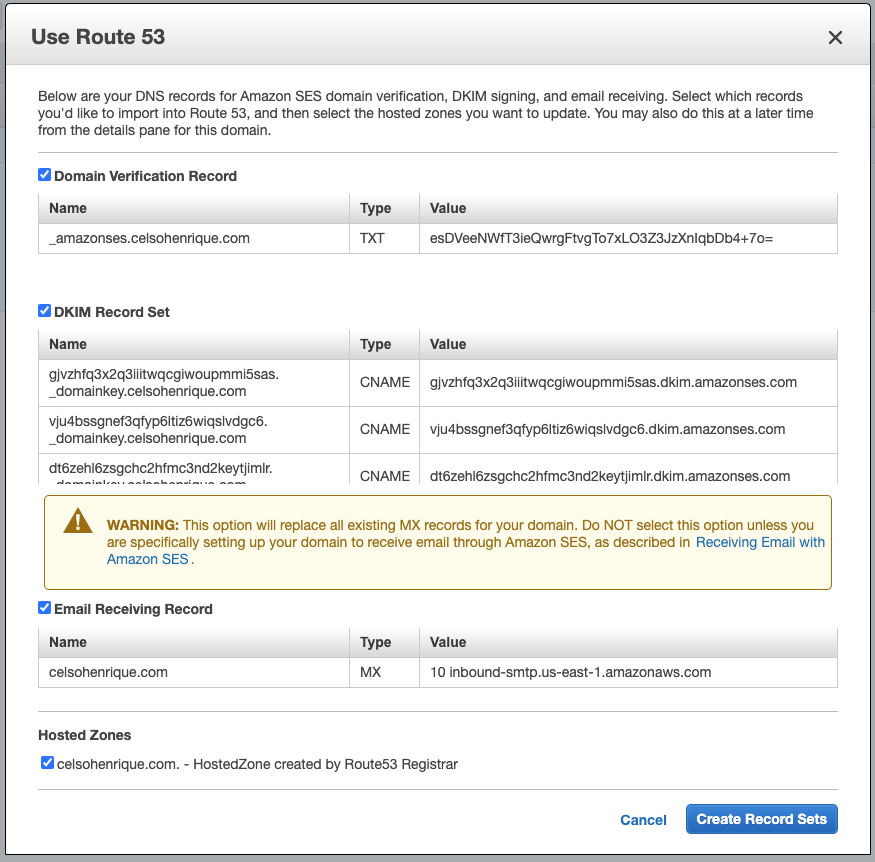 Use Route 53
Below are your DNS records for Amazon SES domain verification, DKIM signing, and email receiving. Select which records
you'd like to import into Route 53, and then select the hosted zones you want to update. You may also do this at a later time
from the details pane for this domain.
Domain Verification Record
Name Type Value
_amazonses.celsohenrique.com TXT esDVeeNWfT3ieQwrgFtvgTo7xLO3Z3JzXnIqbDb4+7o=
DKIM Record Set
Name Type Value
gjvzhfq3x2q3iiitwqcgiwoupmmi5sas.
_domainkey.celsohenrique.com CNAME gjvzhfq3x2q3iiitwqcgiwoupmmi5sas.dkim.amazonses.com
vju4bssgnef3qfyp6ltiz6wiqslvdgc6.
_domainkey.celsohenrique.com CNAME vju4bssgnef3qfyp6ltiz6wiqslvdgc6.dkim.amazonses.com
dt6zehl6zsgchc2hfmc3nd2keytjimlr.
_domainkey.celsohenrique.com CNAME dt6zehl6zsgchc2hfmc3nd2keytjimlr.dkim.amazonses.com
WARNING: This option will replace all existing MX records for your domain. Do NOT select this option unless you
are specifically setting up your domain to receive email through Amazon SES, as described in Receiving Email with
Amazon SES.
Email Receiving Record
Name Type Value
celsohenrique.com MX 10 inbound-smtp.us-east-1.amazonaws.com
Hosted Zones
celsohenrique.com. - HostedZone created by Route53 Registrar
Cancel Create Record Sets